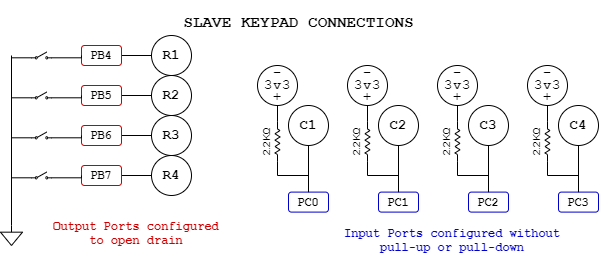 SLAVE KEYPAD CONNECTIONS
PB4 R1
PB5 R2
PB6 R3
PB7 R4
− − − −
3v3 3v3 3v3 3v3
+ + + +
C1 C2 C3 C4
2.2KΩ 2.2KΩ 2.2KΩ 2.2KΩ
PC0 PC1 PC2 PC3
Output Ports configured
to open drain
Input Ports configured without
pull-up or pull-down